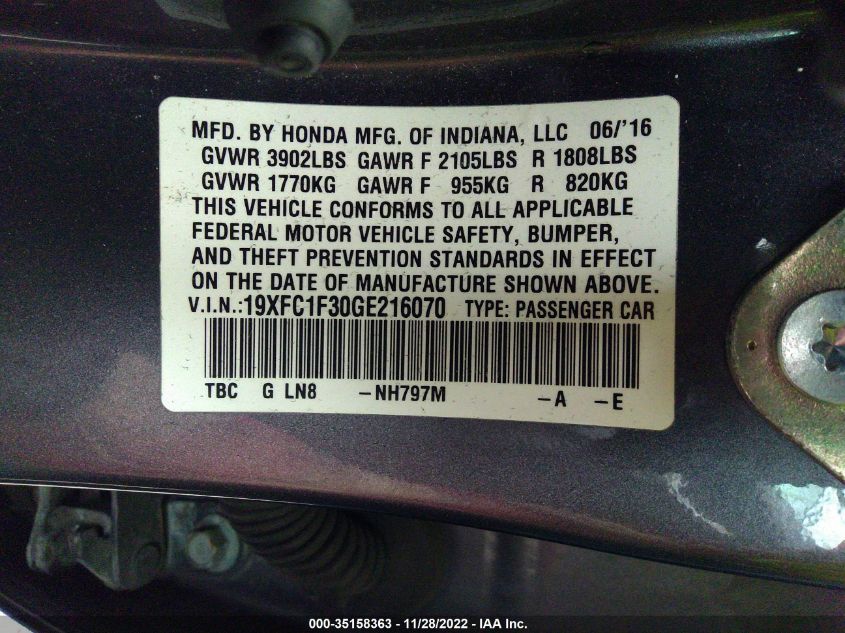 MFD. BY HONDA MFG. OF INDIANA, LLC 06/'16
GVWR 3902LBS GAWR F 2105LBS R 1808LBS
GVWR 1770KG GAWR F 955KG R 820KG
THIS VEHICLE CONFORMS TO ALL APPLICABLE
FEDERAL MOTOR VEHICLE SAFETY, BUMPER,
AND THEFT PREVENTION STANDARDS IN EFFECT
ON THE DATE OF MANUFACTURE SHOWN ABOVE.
V.I.N.:19XFC1F30GE216070 TYPE: PASSENGER CAR
TBC G LN8 –NH797M –A –E
000-35158363 - 11/28/2022 - IAA Inc.